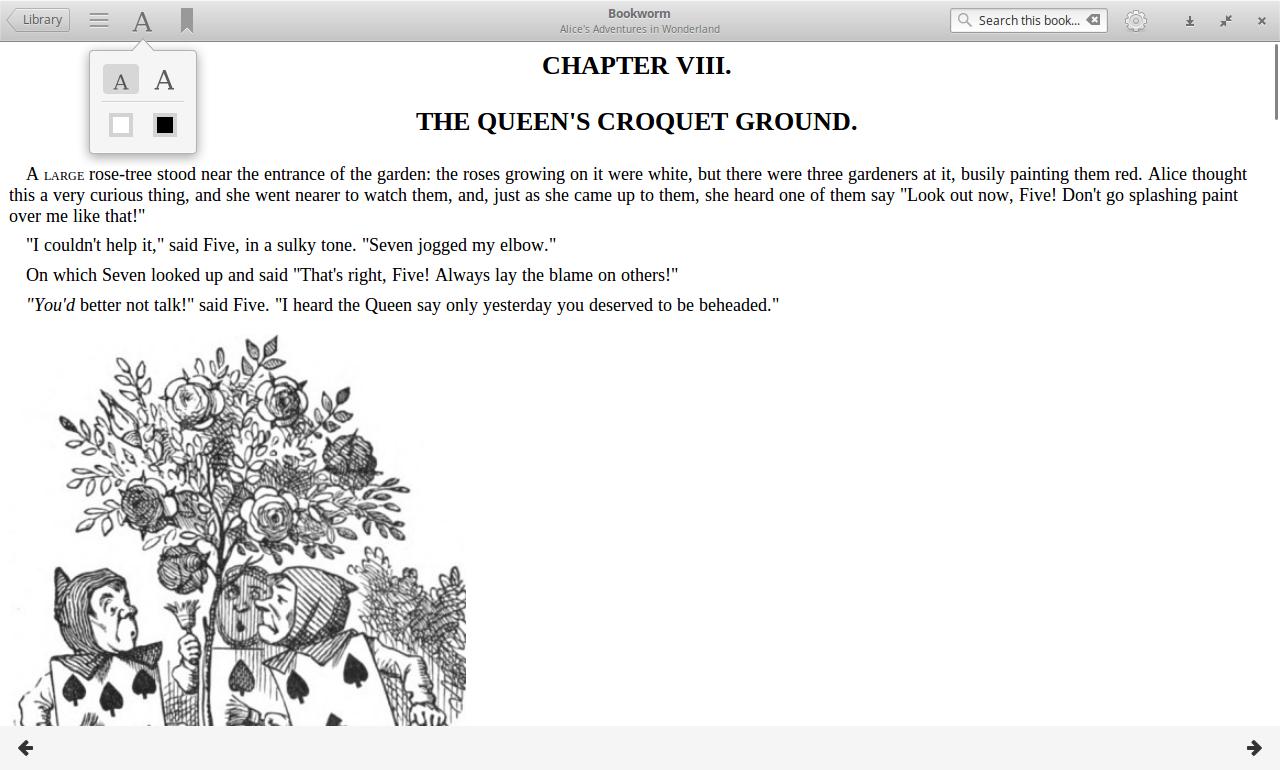 Library
A
Bookworm
Alice's Adventures in Wonderland
Search this book...
A A
CHAPTER VIII.
THE QUEEN'S CROQUET GROUND.
A LARGE rose-tree stood near the entrance of the garden: the roses growing on it were white, but there were three gardeners at it, busily painting them red. Alice thought
this a very curious thing, and she went nearer to watch them, and, just as she came up to them, she heard one of them say "Look out now, Five! Don't go splashing paint
over me like that!"
"I couldn't help it," said Five, in a sulky tone. "Seven jogged my elbow."
On which Seven looked up and said "That's right, Five! Always lay the blame on others!"
"You'd better not talk!" said Five. "I heard the Queen say only yesterday you deserved to be beheaded."